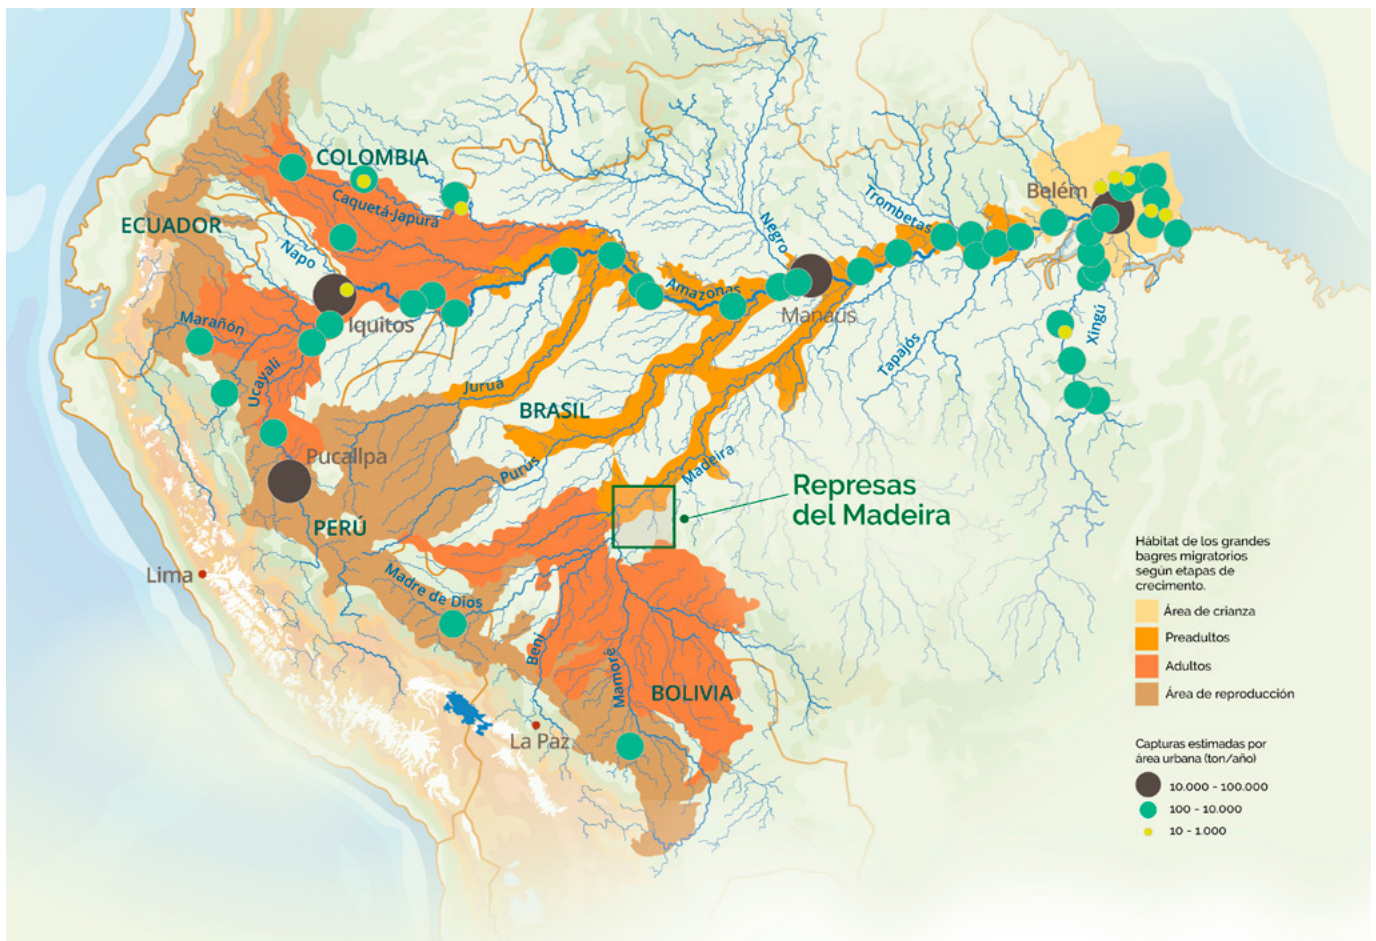 COLOMBIA
Caquetá-Japurá
ECUADOR
Napo
Iquitos
Marañón
Ucayali
Pucallpa
PERÚ
Lima
Juruá
BRASIL
Purús
Madeira
Amazonas
Negro
Manaus
Trombetas
Tapajós
Belém
Xingú
Represas
del Madeira
Madre de Dios
Beni
Mamoré
BOLIVIA
La Paz
Hábitat de los grandes
bagres migratorios
según etapas de
crecimento.
Área de crianza
Preadultos
Adultos
Área de reproducción
Capturas estimadas por
área urbana (ton/año)
10.000 - 100.000
100 - 10.000
10 - 1.000